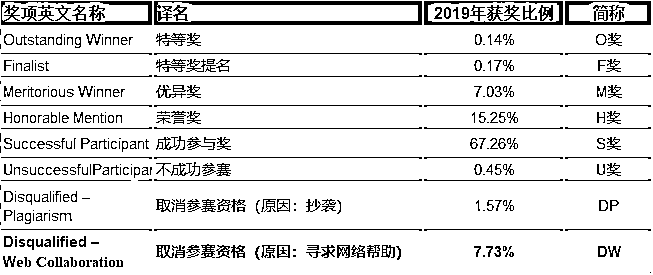 奖项英文名称 译名 2019年获奖比例 简称
Outstanding Winner 特等奖 0.14% O奖
Finalist 特等奖提名 0.17% F奖
Meritorious Winner 优异奖 7.03% M奖
Honorable Mention 荣誉奖 15.25% H奖
Successful Participant 成功参与奖 67.26% S奖
UnsuccessfulParticipar 不成功参赛 0.45% U奖
Disqualified –
Plagiarism 取消参赛资格（原因：抄袭） 1.57% DP
Disqualified –
Web Collaboration 取消参赛资格（原因：寻求网络帮助） 7.73% DW